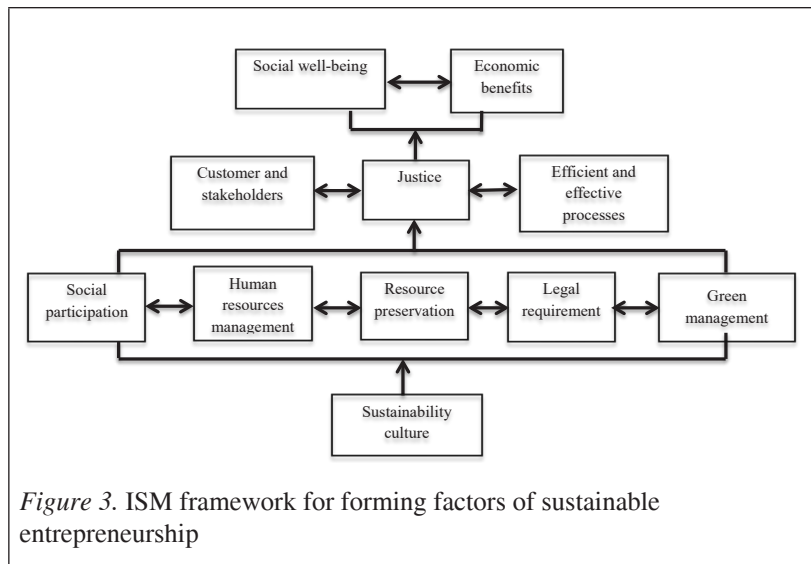 Social well-being
Economic
benefits
Customer and
stakeholders
Justice
Efficient and
effective
processes
Social
participation
Human
resources
management
Resource
preservation
Legal
requirement
Green
management
Sustainability
culture
Figure 3. ISM framework for forming factors of sustainable
entrepreneurship